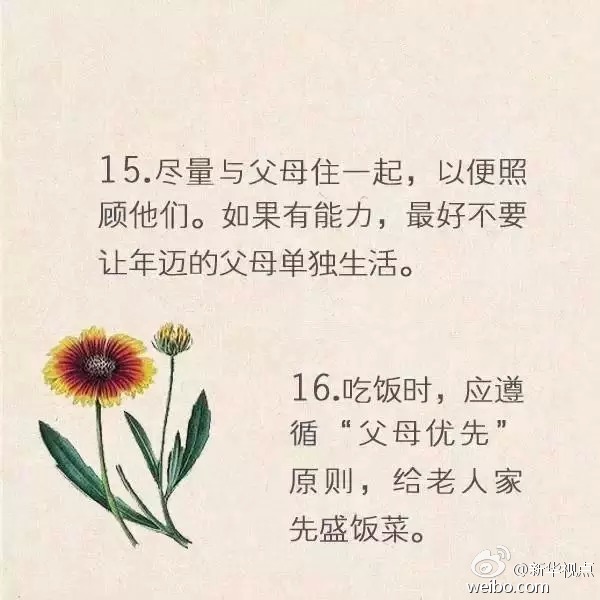 15.尽量与父母住一起，以便照
顾他们。如果有能力，最好不要
让年迈的父母单独生活。
16.吃饭时，应遵
循“父母优先”
原则，给老人家
先盛饭菜。
@新华视点
weibo.com